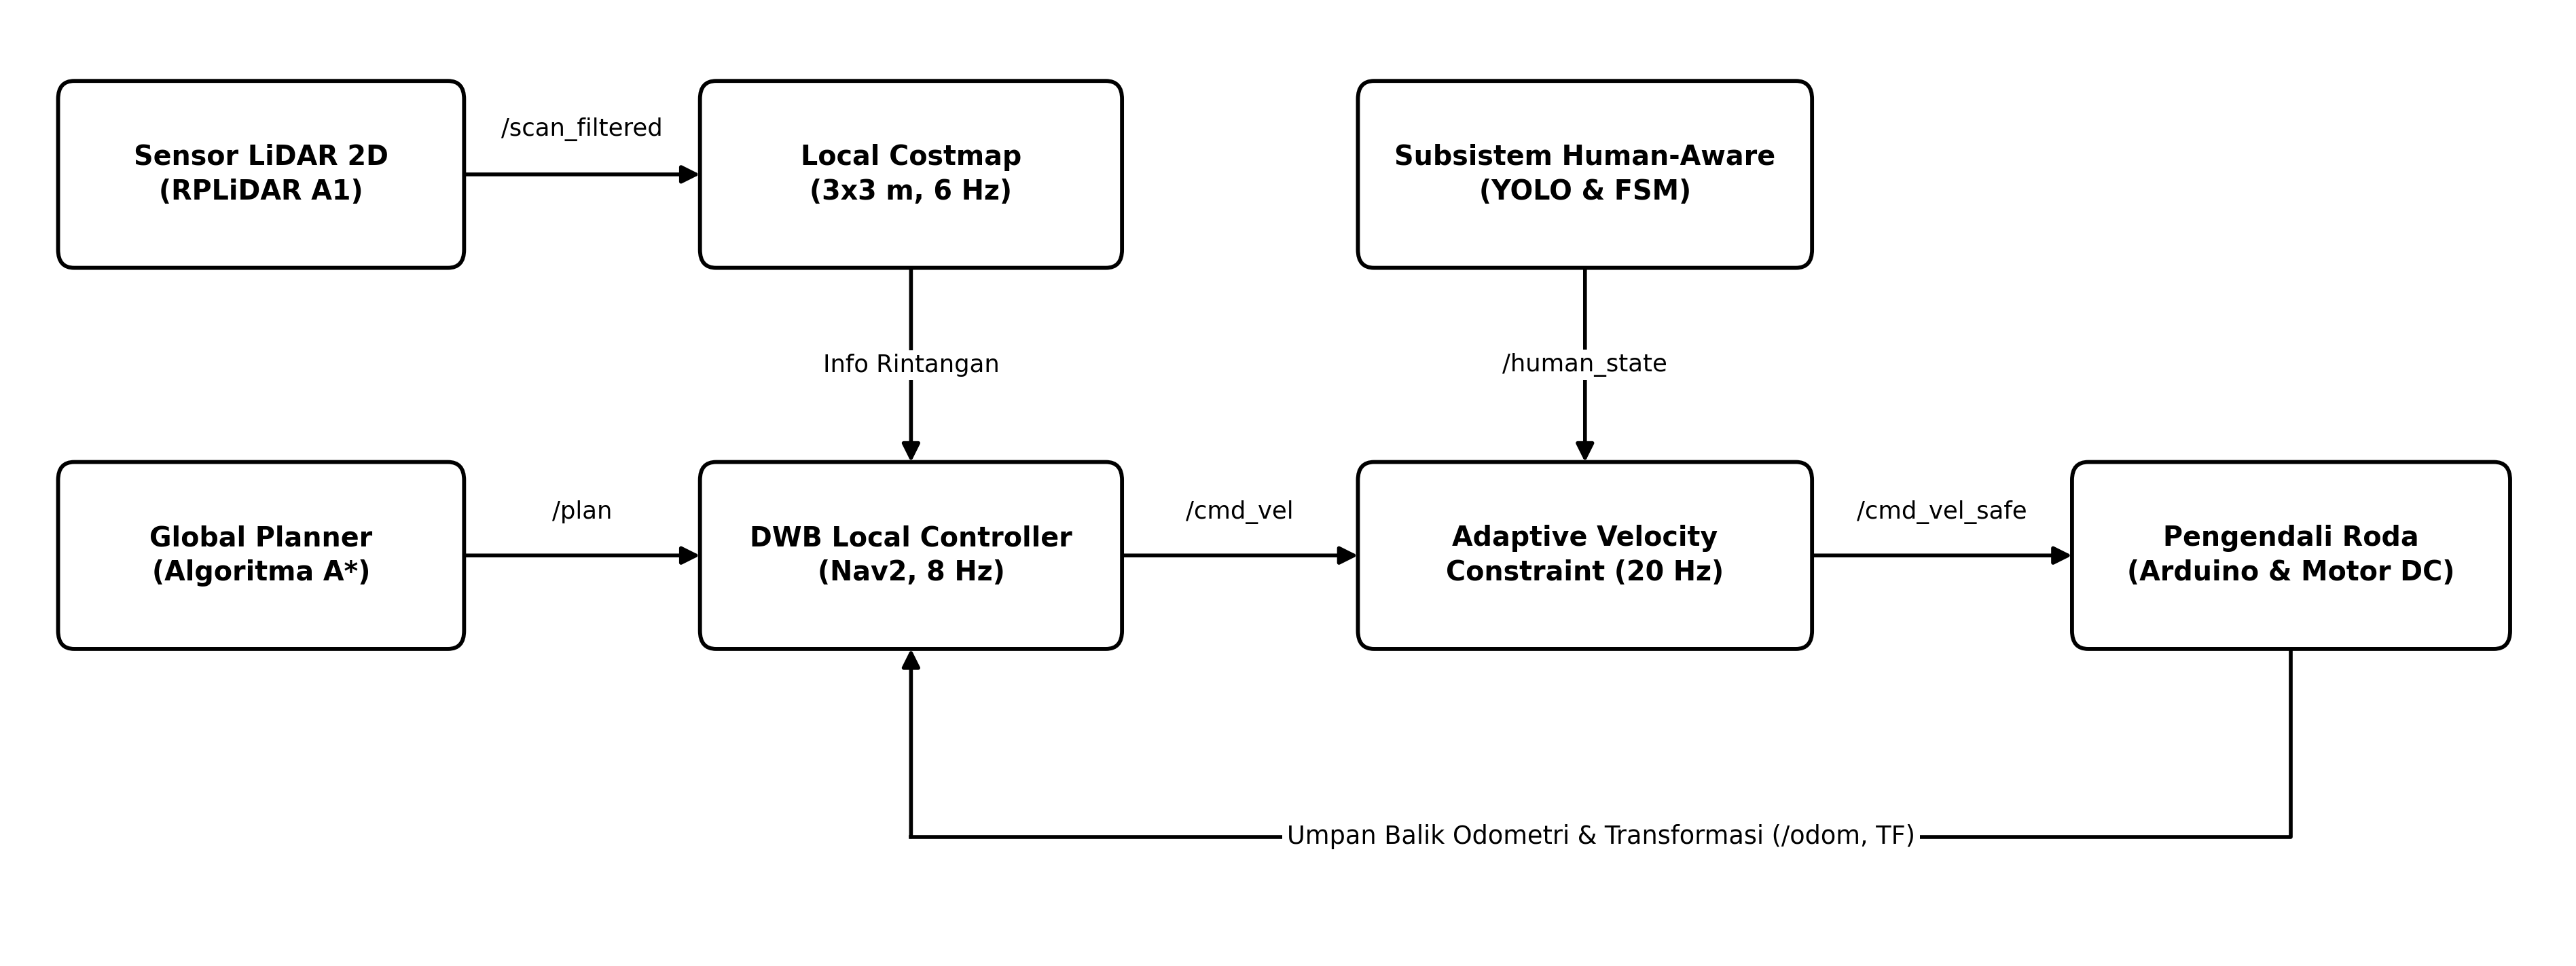 Sensor LiDAR 2D
(RPLiDAR A1)
/scan_filtered
Local Costmap
(3x3 m, 6 Hz)
Subsistem Human-Aware
(YOLO & FSM)
Info Rintangan
/human_state
Global Planner
(Algoritma A*)
/plan
DWB Local Controller
(Nav2, 8 Hz)
/cmd_vel
Adaptive Velocity
Constraint (20 Hz)
/cmd_vel_safe
Pengendali Roda
(Arduino & Motor DC)
Umpan Balik Odometri & Transformasi (/odom, TF)